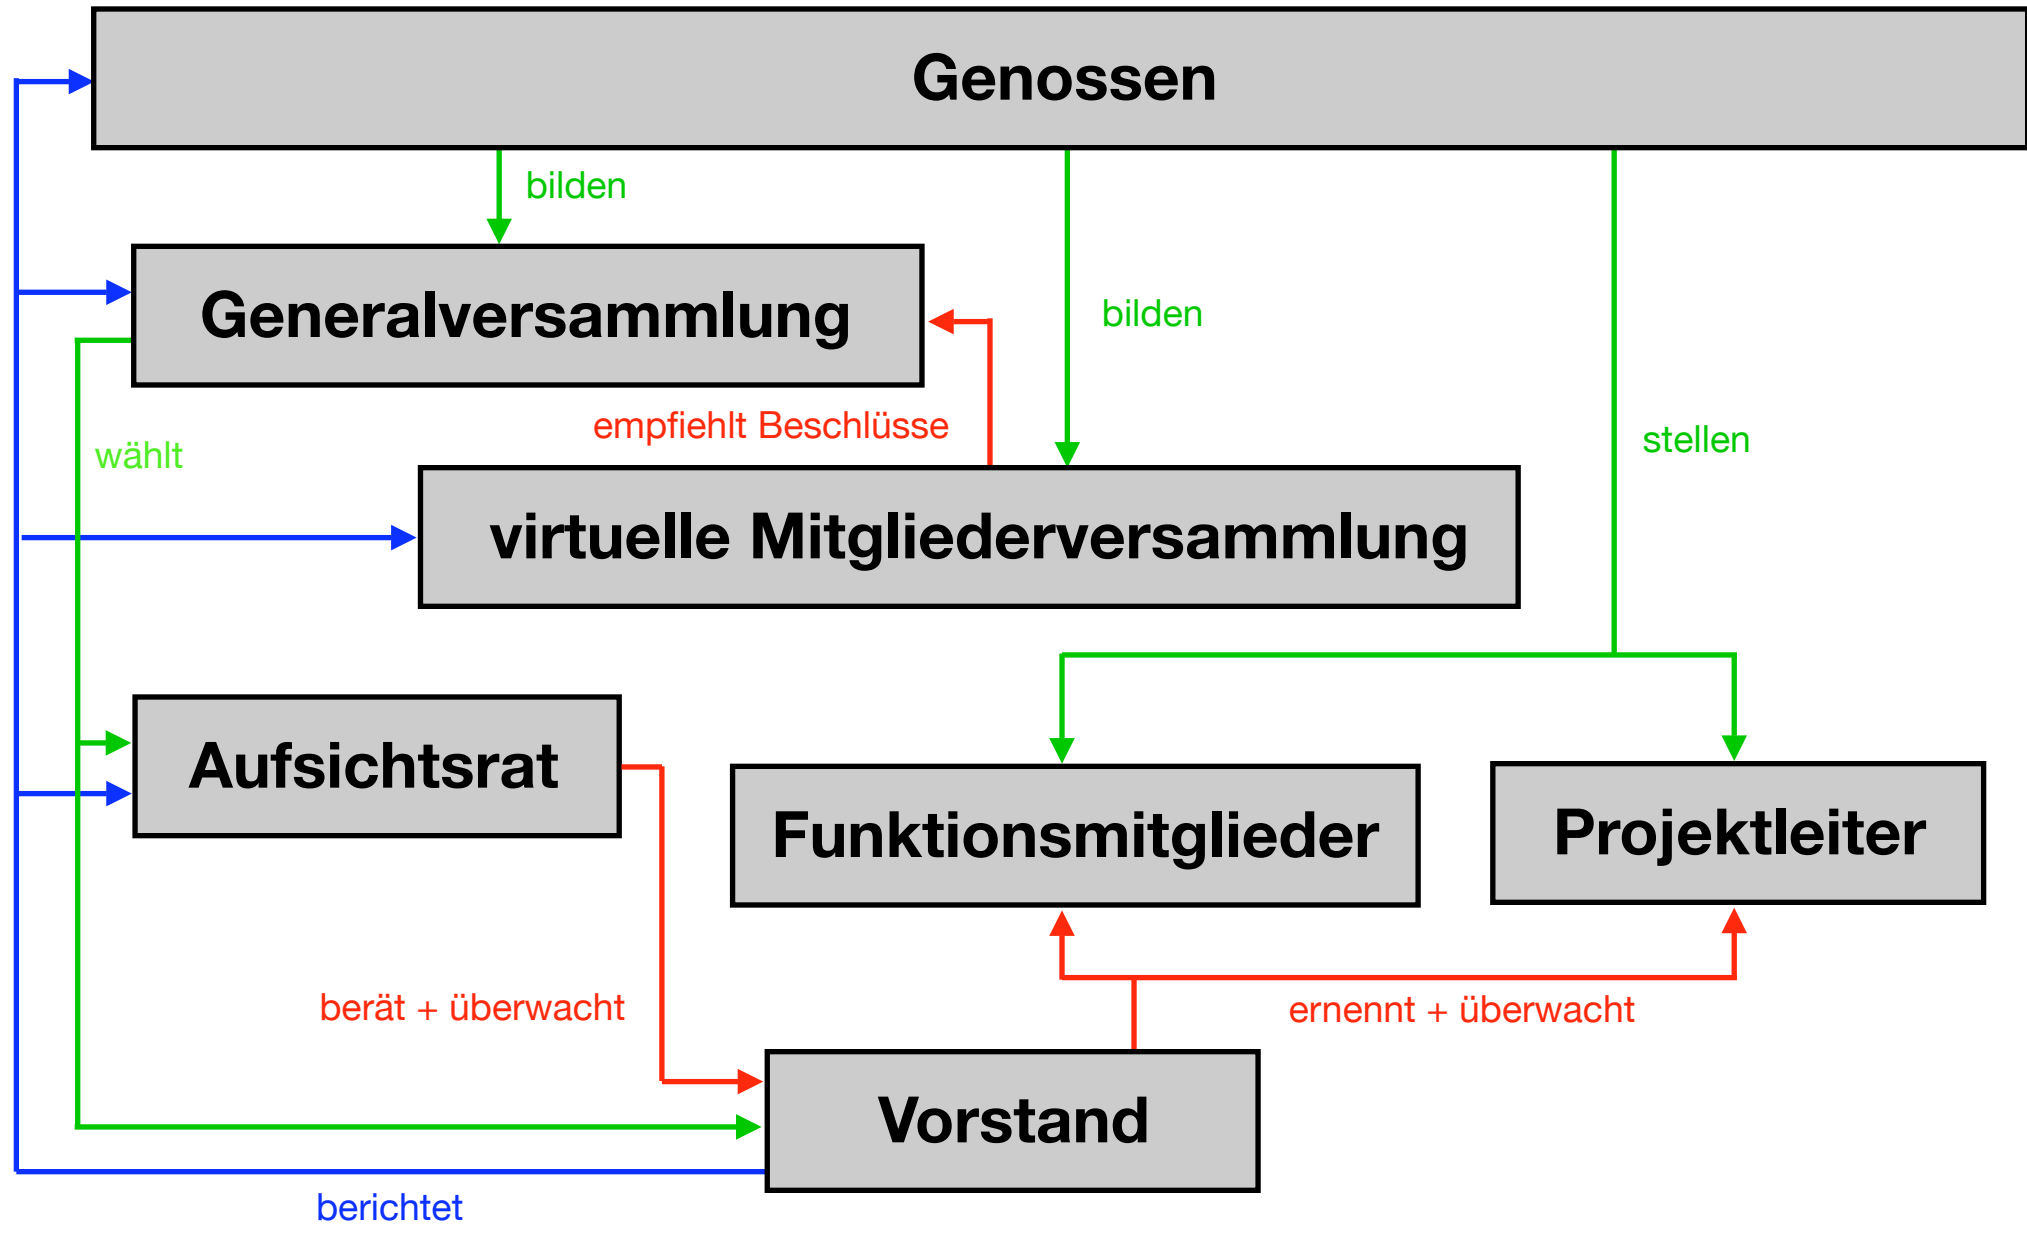 Genossen
bilden
Generalversammlung
bilden
empfiehlt Beschlüsse
stellen
wählt
virtuelle Mitgliederversammlung
Aufsichtsrat
Funktionsmitglieder
Projektleiter
berät + überwacht
ernennt + überwacht
Vorstand
berichtet